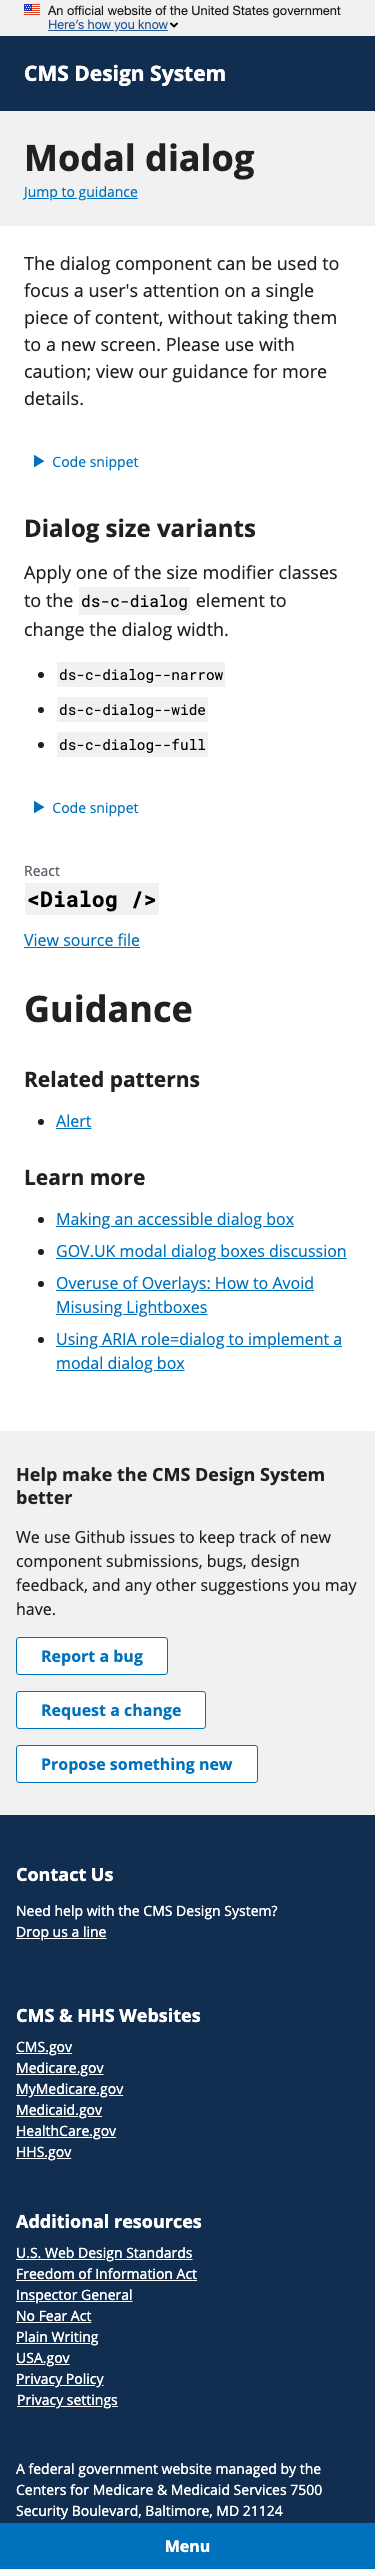 An official website of the United States government
Here's how you know
CMS Design System
Modal dialog
Jump to guidance
The dialog component can be used to
focus a user's attention on a single
piece of content, without taking them
to a new screen. Please use with
caution; view our guidance for more
details.
Code snippet
Dialog size variants
Apply one of the size modifier classes
to the ds-c-dialog element to
change the dialog width.
ds-c-dialog--narrow
ds-c-dialog--wide
ds-c-dialog--full
Code snippet
React
<Dialog />
View source file
Guidance
Related patterns
Alert
Learn more
Making an accessible dialog box
GOV.UK modal dialog boxes discussion
Overuse of Overlays: How to Avoid
Misusing Lightboxes
Using ARIA role=dialog to implement a
modal dialog box
Help make the CMS Design System
better
We use Github issues to keep track of new
component submissions, bugs, design
feedback, and any other suggestions you may
have.
Report a bug
Request a change
Propose something new
Contact Us
Need help with the CMS Design System?
Drop us a line
CMS & HHS Websites
CMS.gov
Medicare.gov
MyMedicare.gov
Medicaid.gov
HealthCare.gov
HHS.gov
Additional resources
U.S. Web Design Standards
Freedom of Information Act
Inspector General
No Fear Act
Plain Writing
USA.gov
Privacy Policy
Privacy settings
A federal government website managed by the
Centers for Medicare & Medicaid Services 7500
Security Boulevard, Baltimore, MD 21124
Menu